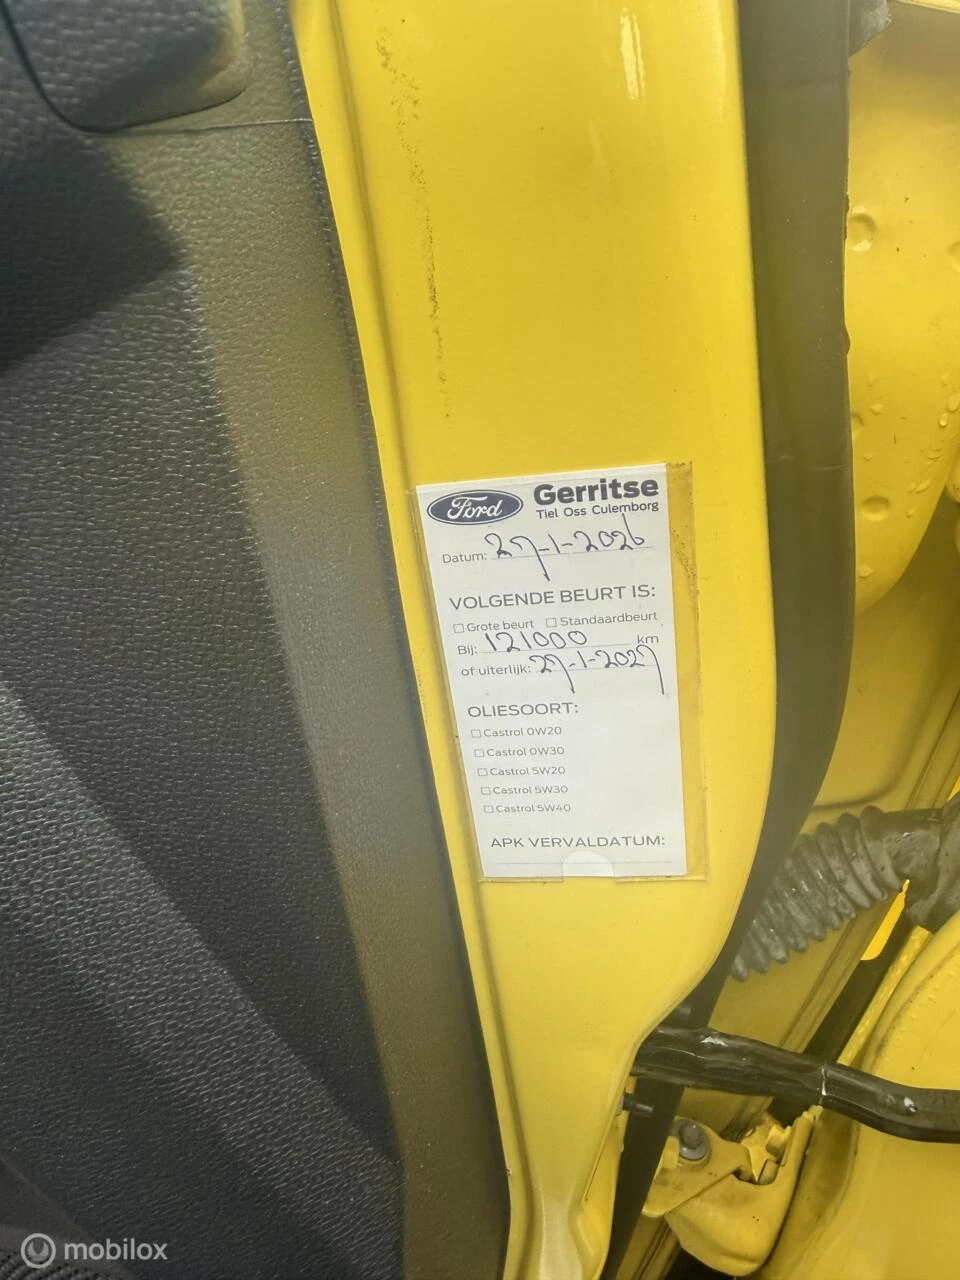 Ford Gerritse
Tiel Oss Culemborg
Datum: 27-1-2026
VOLGENDE BEURT IS:
Grote beurt Standaardbeurt
Bij: 121000 km
of uiterlijk: 27-1-2027
OLIESOORT:
Castrol 0W20
Castrol 0W30
Castrol 5W20
Castrol 5W30
Castrol 5W40
APK VERVALDATUM:
mobilox